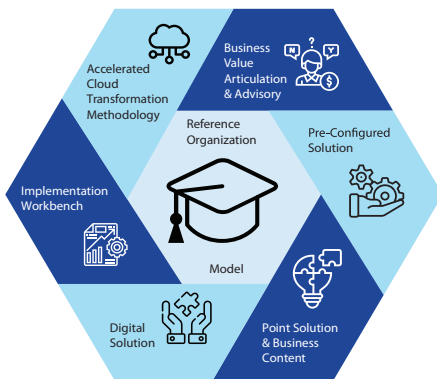 Accelerated
Cloud
Transformation
Methodology
Business
Value
Articulation
& Advisory
N
?
Y
$
Reference
Organization
Pre-Configured
Solution
Implementation
Workbench
Model
Digital
Solution
Point Solution
& Business
Content